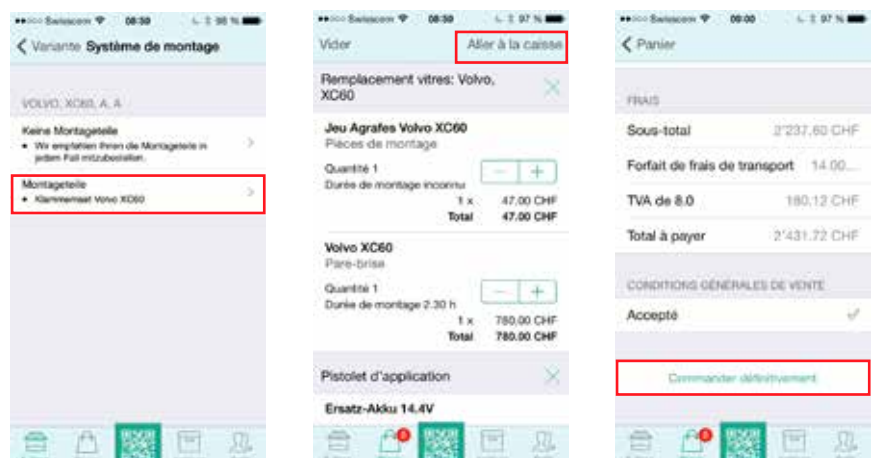 Swisscom 08:59 98 %
Variante Système de montage
VOLVO, XC60, A, A
Keine Montageteile
• Wir empfehlen Ihnen die Montageteile in
jedem Fall mitzubestellen.
Montageteile
• Klammernset Volvo XC60
Swisscom 08:59 97 %
Vider Aller à la caisse
Remplacement vitres: Volvo,
XC60
Jeu Agrafes Volvo XC60
Pièces de montage
Quantité 1
Durée de montage inconnu
− +
1 x 47.00 CHF
Total 47.00 CHF
Volvo XC60
Pare-brise
Quantité 1
Durée de montage 2.30 h
− +
1 x 780.00 CHF
Total 780.00 CHF
Pistolet d'application
Ersatz-Akku 14.4V
Swisscom 09:00 97 %
Panier
FRAIS
Sous-total 2'237.60 CHF
Forfait de frais de transport 14.00...
TVA de 8.0 180.12 CHF
Total à payer 2'431.72 CHF
CONDITIONS GÉNÉRALES DE VENTE
Accepté
Commander définitivement